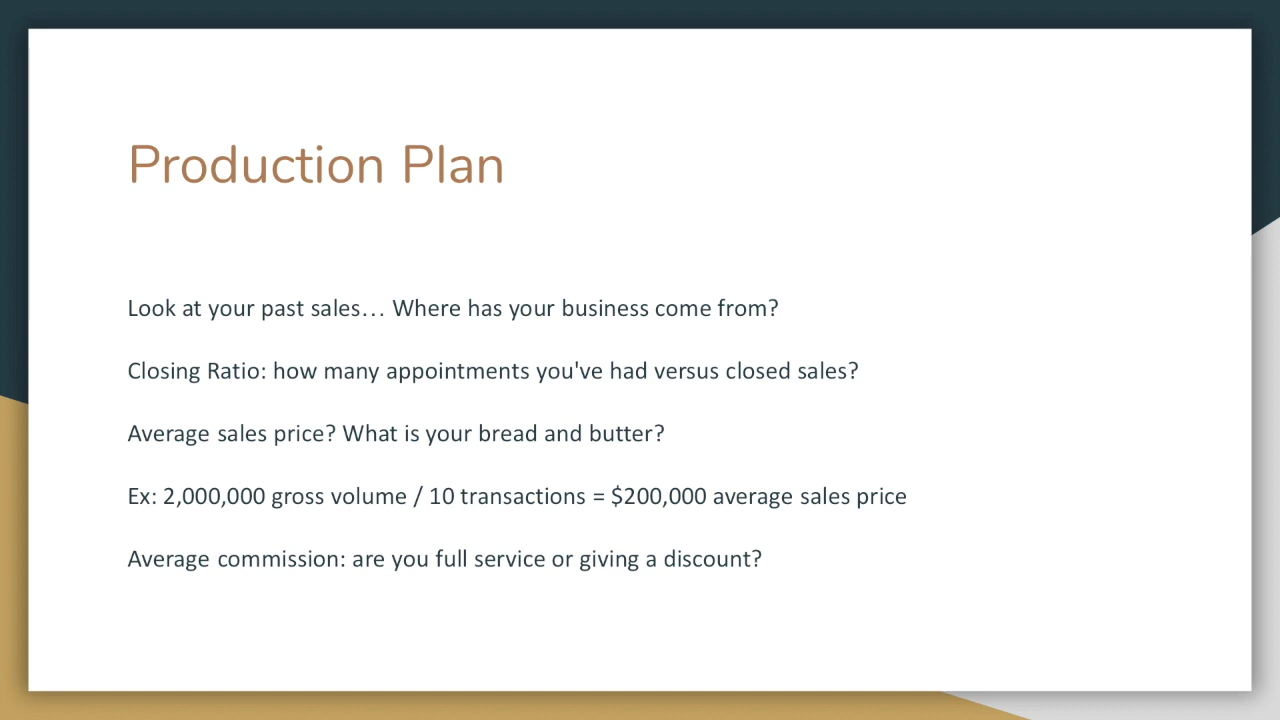 Production Plan
Look at your past sales… Where has your business come from?
Closing Ratio: how many appointments you've had versus closed sales?
Average sales price? What is your bread and butter?
Ex: 2,000,000 gross volume / 10 transactions = $200,000 average sales price
Average commission: are you full service or giving a discount?